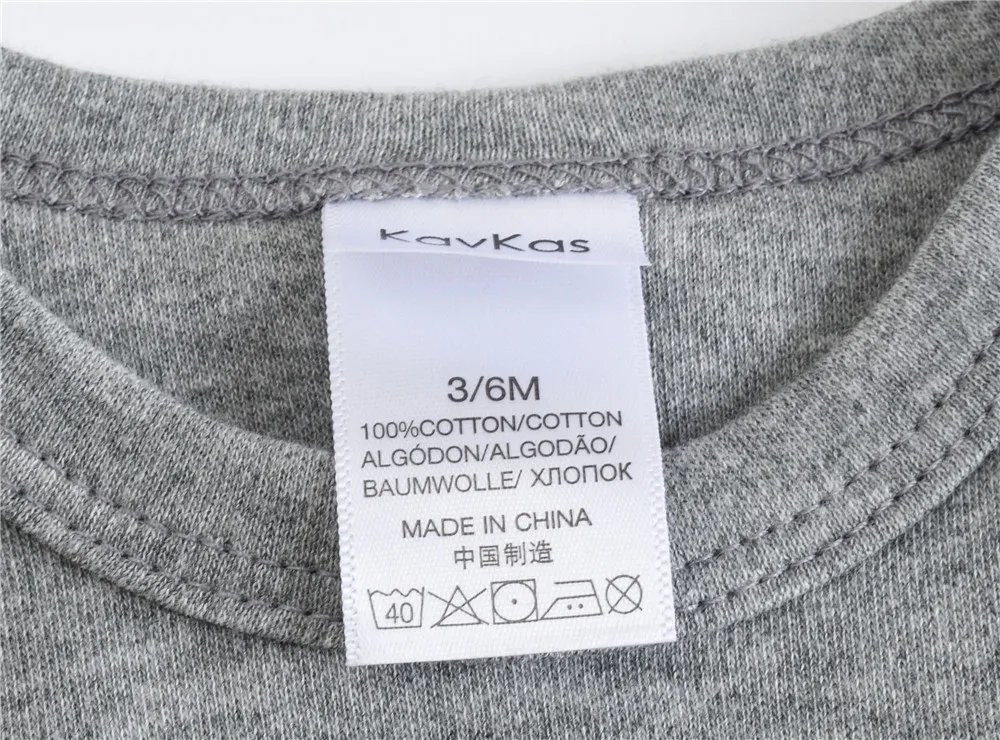 KavKas
3/6M
100%COTTON/COTTON
ALGÓDON/ALGODÃO/
BAUMWOLLE/ ХЛОПОК
MADE IN CHINA
中国制造
40